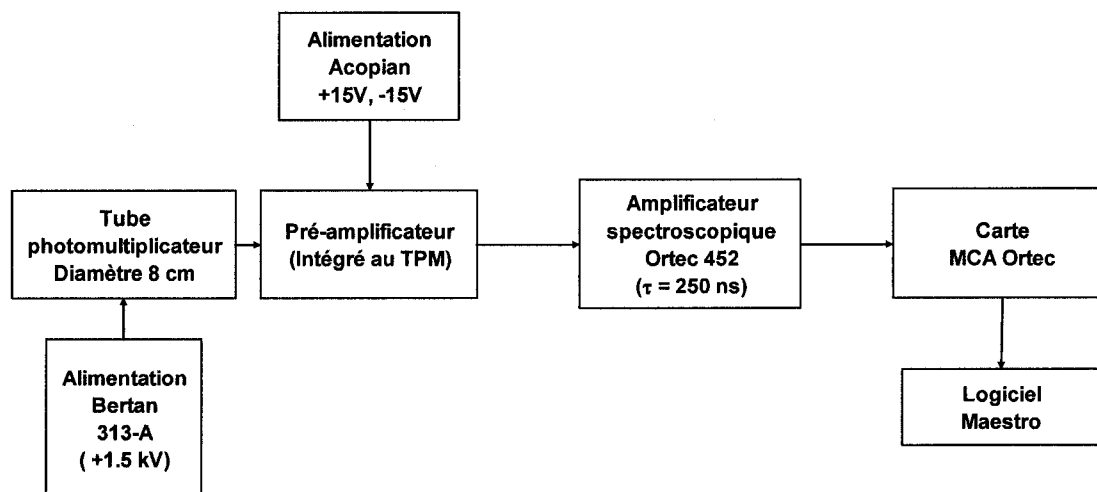 Alimentation
Acopian
+15V, -15V
Tube
photomultiplicateur
Diamètre 8 cm
Pré-amplificateur
(Intégré au TPM)
Amplificateur
spectroscopique
Ortec 452
(τ = 250 ns)
Carte
MCA Ortec
Alimentation
Bertan
313-A
( +1.5 kV)
Logiciel
Maestro